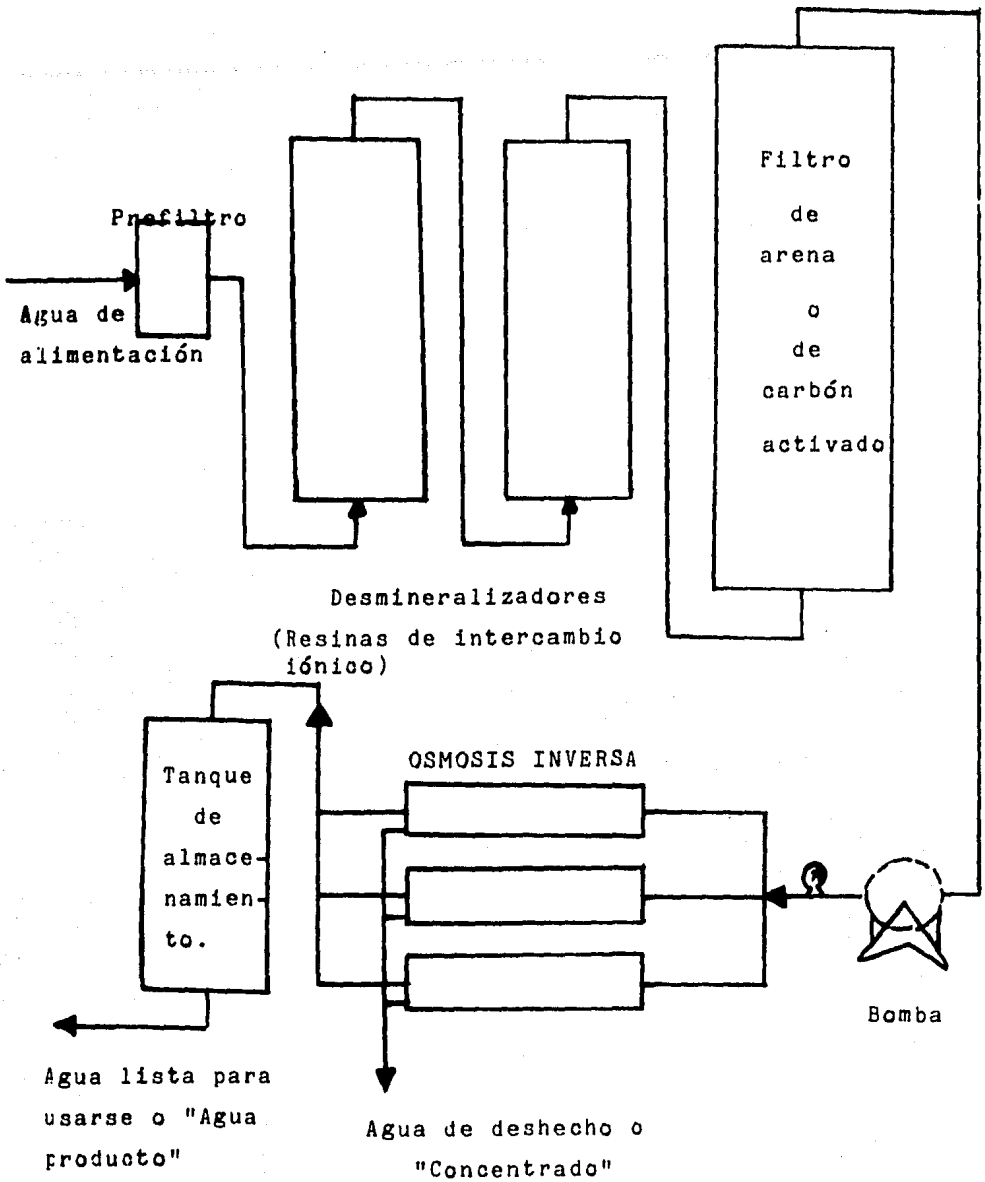 Prefiltro
Agua de
alimentación
Filtro
de
arena
o
de
carbón
activado
Desmineralizadores
(Resinas de intercambio
iónico)
OSMOSIS INVERSA
Tanque
de
almace-
namien-
to.
Bomba
Agua lista para
usarse o "Agua
producto"
Agua de deshecho o
"Concentrado"